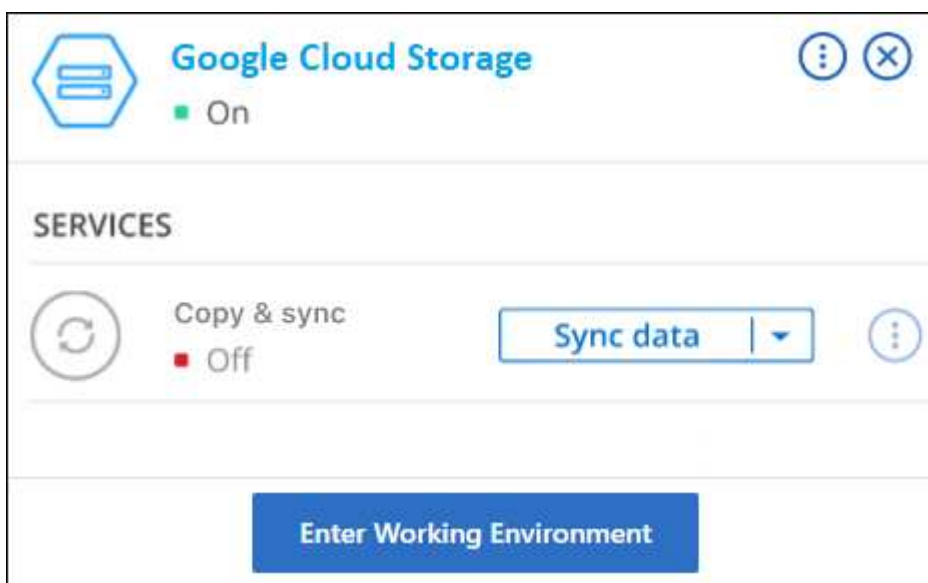 Google Cloud Storage
On
SERVICES
Copy & sync
Sync data
Off
Enter Working Environment